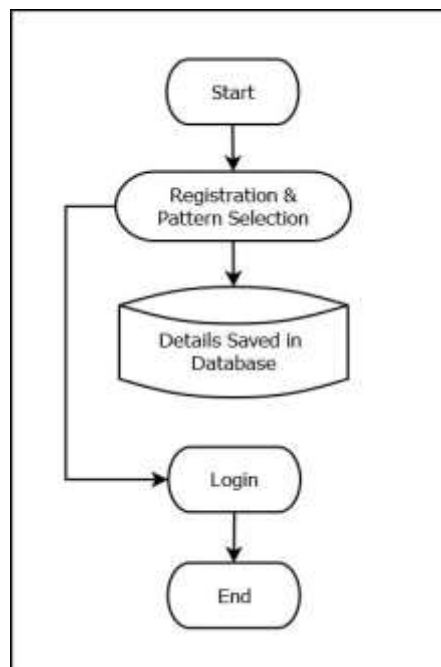 Start
Registration &
Pattern Selection
Details Saved in
Database
Login
End